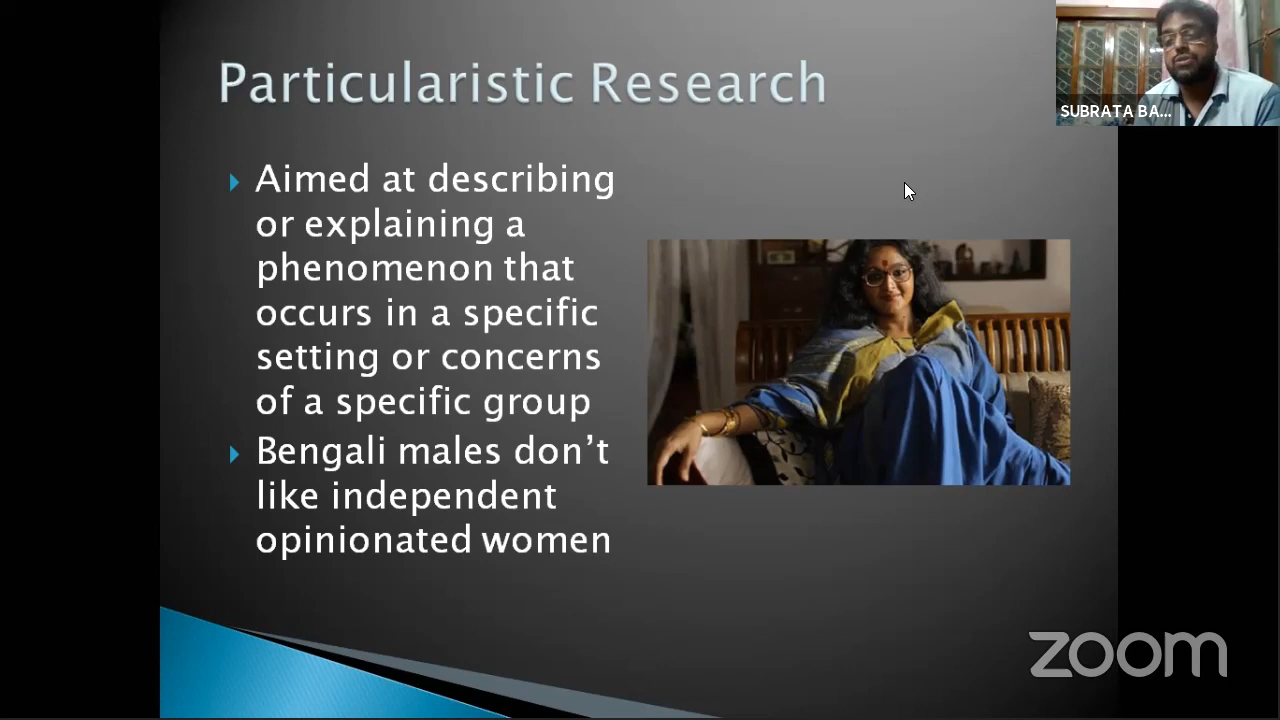 Particularistic Research
SUBRATA BA...
Aimed at describing
or explaining a
phenomenon that
occurs in a specific
setting or concerns
of a specific group
Bengali males don’t
like independent
opinionated women
zoom